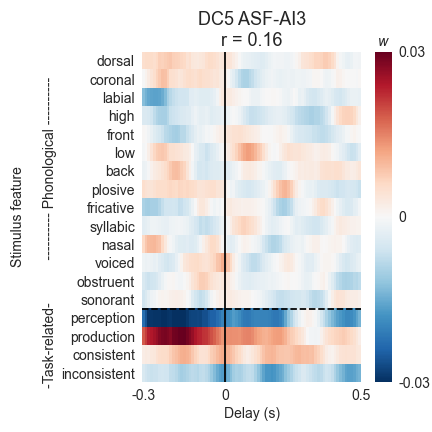 DC5 ASF-AI3
r = 0.16
w
dorsal
coronal
labial
high
front
low
back
plosive
fricative
syllabic
nasal
voiced
obstruent
sonorant
perception
production
consistent
inconsistent
Stimulus feature
-Task-related- ----------- Phonological -----------
0.03
0
-0.03
-0.3
0
0.5
Delay (s)